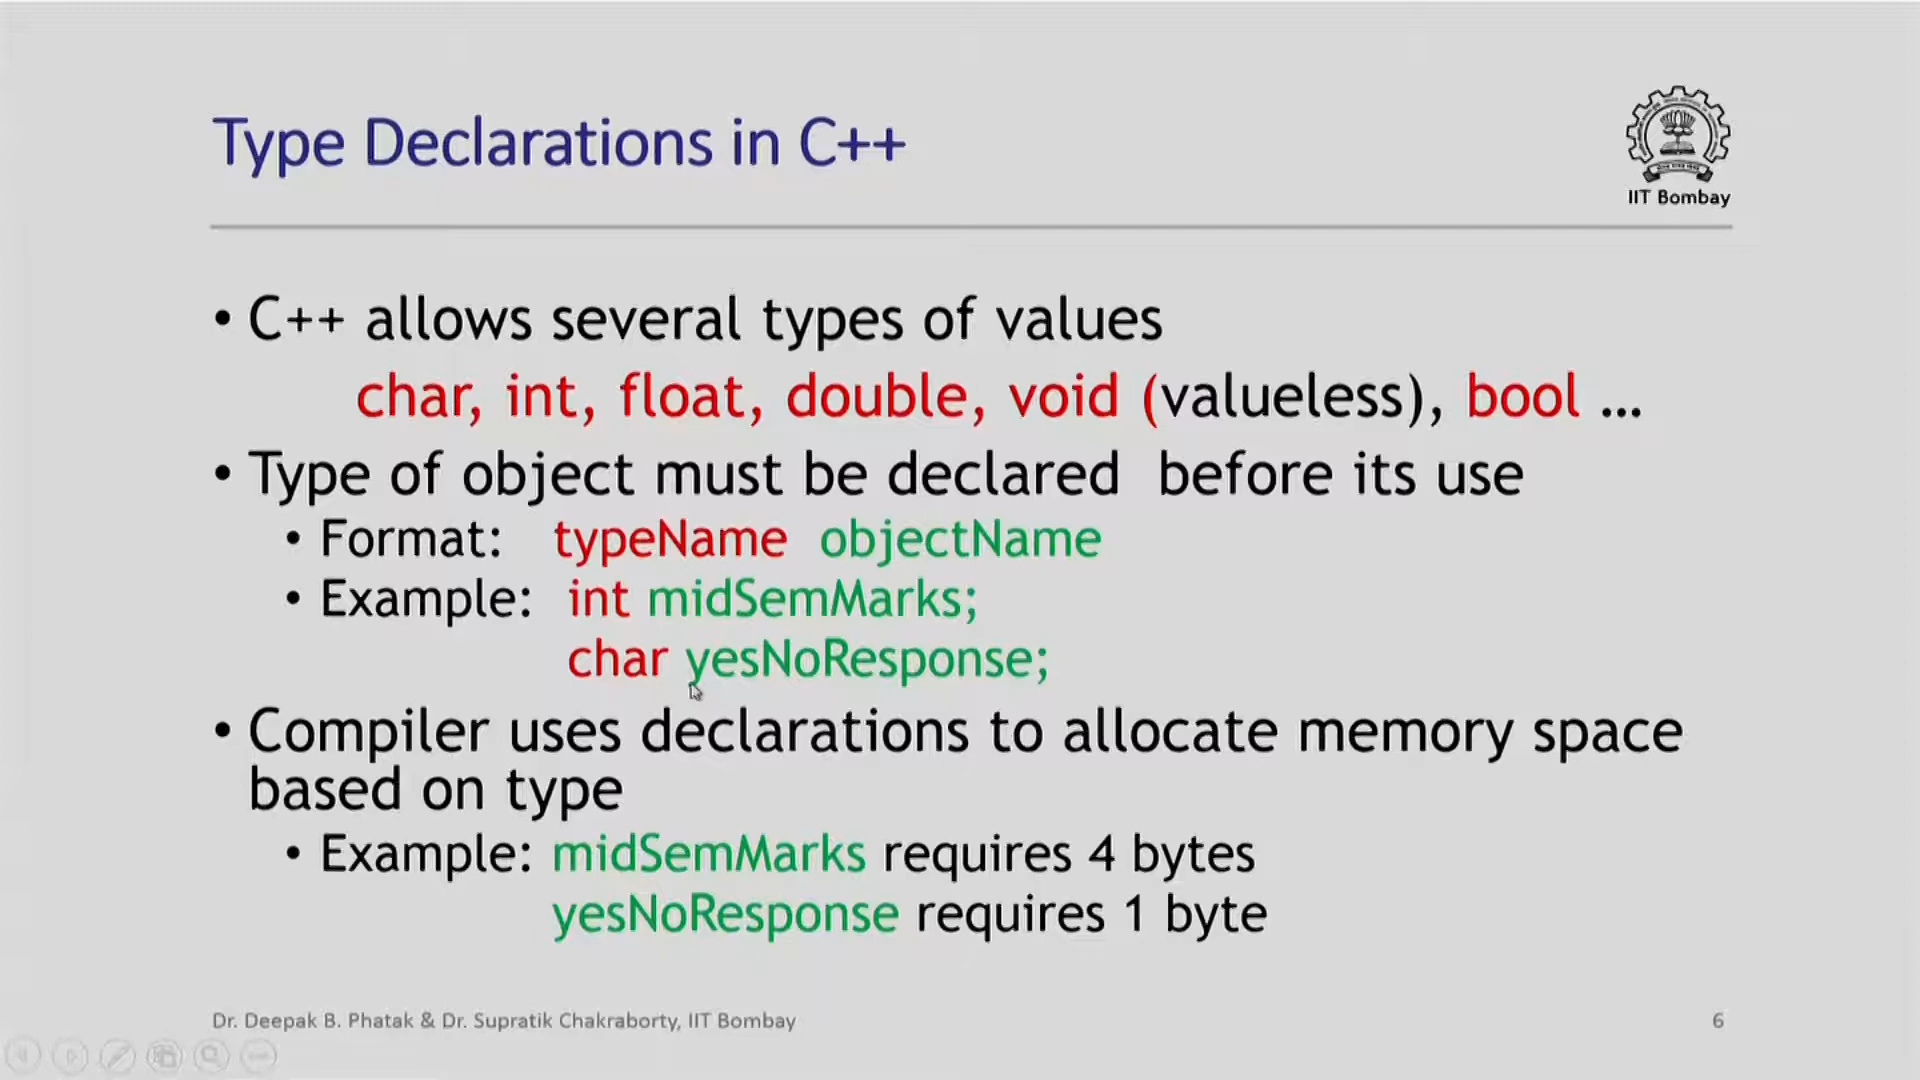 Type Declarations in C++
IIT Bombay
• C++ allows several types of values
char, int, float, double, void (valueless), bool ...
• Type of object must be declared before its use
• Format: typeName objectName
• Example: int midSemMarks;
char yesNoResponse;
• Compiler uses declarations to allocate memory space
based on type
• Example: midSemMarks requires 4 bytes
yesNoResponse requires 1 byte
Dr. Deepak B. Phatak & Dr. Supratik Chakraborty, IIT Bombay
6